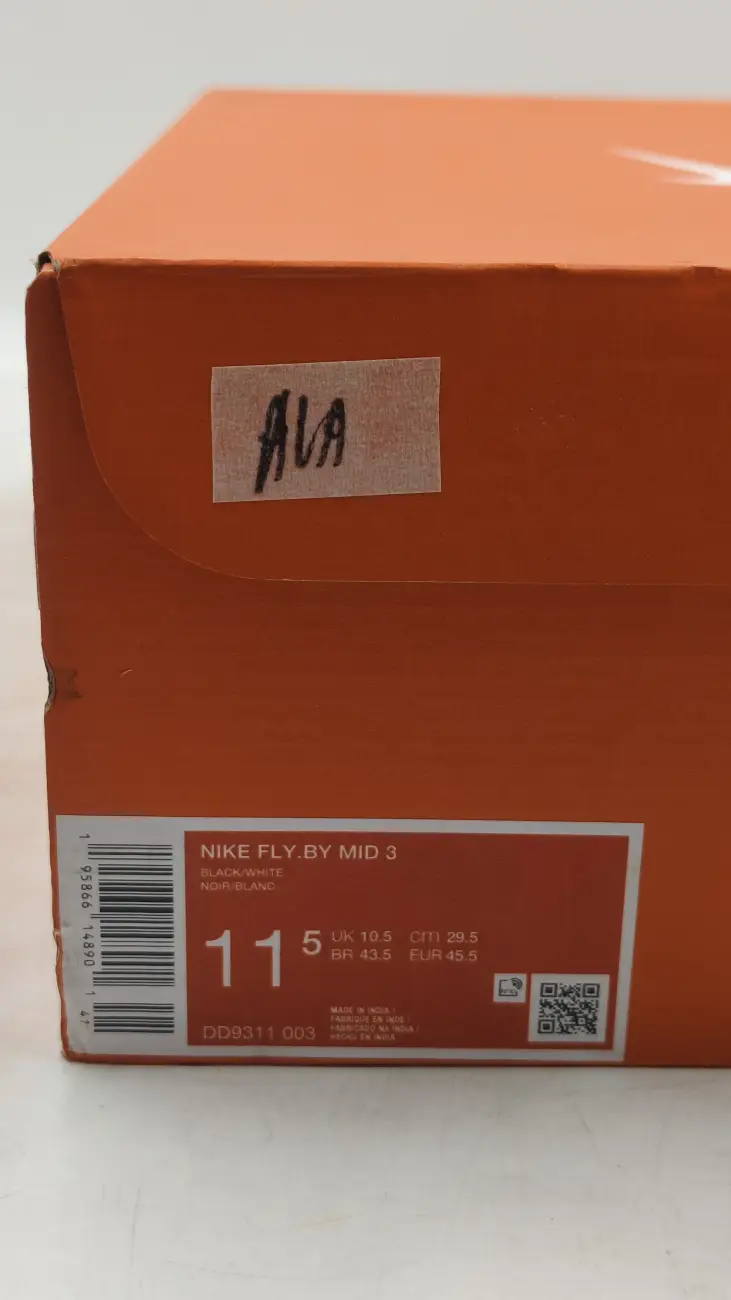 AVA
NIKE FLY.BY MID 3
BLACK/WHITE
NOIR/BLANC
11 5
UK 10.5 cm 29.5
BR 43.5 EUR 45.5
MADE IN INDIA /
FABRIQUE EN INDE /
FABRICADO NA INDIA /
HECHO EN INDIA
DD9311 003
1 95866 14890 1 41